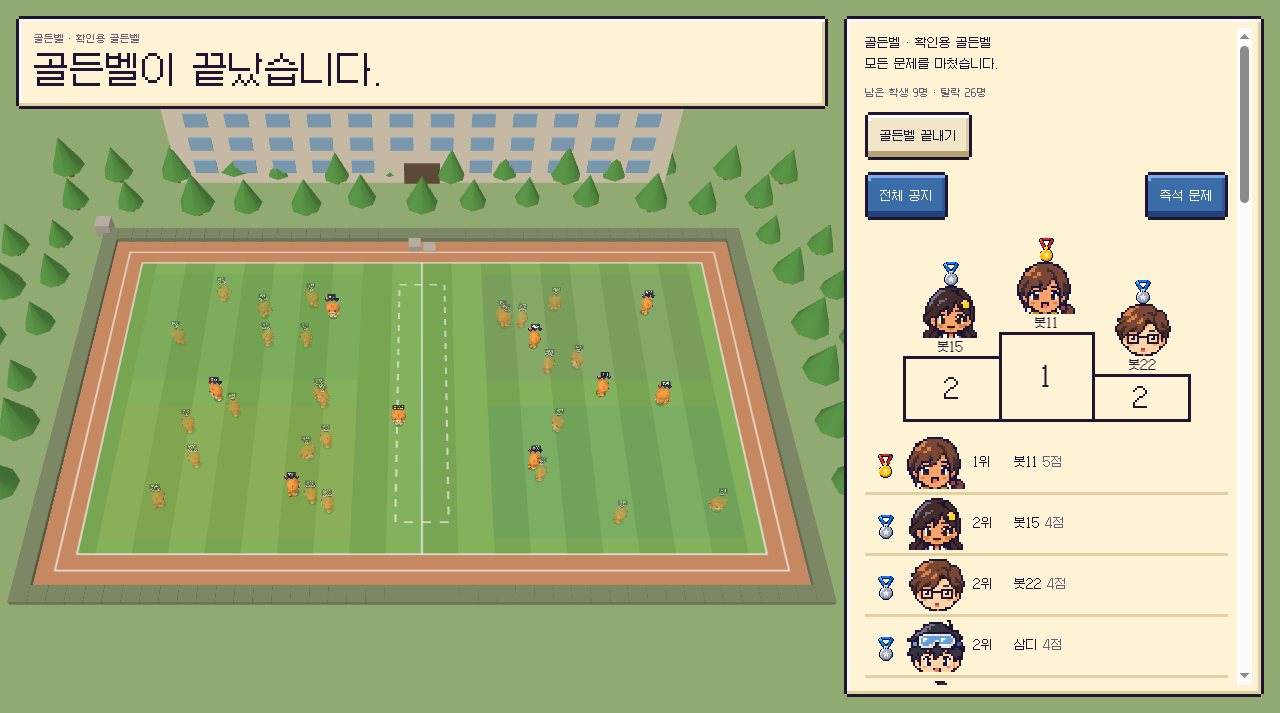 골든벨 · 확인용 골든벨
골든벨이 끝났습니다.
골든벨 · 확인용 골든벨
모든 문제를 마쳤습니다.
남은 학생 9명 · 탈락 26명
골든벨 끝내기
전체 공지
즉석 문제
봇11
봇15
봇22
2
1
2
1위 봇11 5점
2위 봇15 4점
2위 봇22 4점
2위 삼디 4점